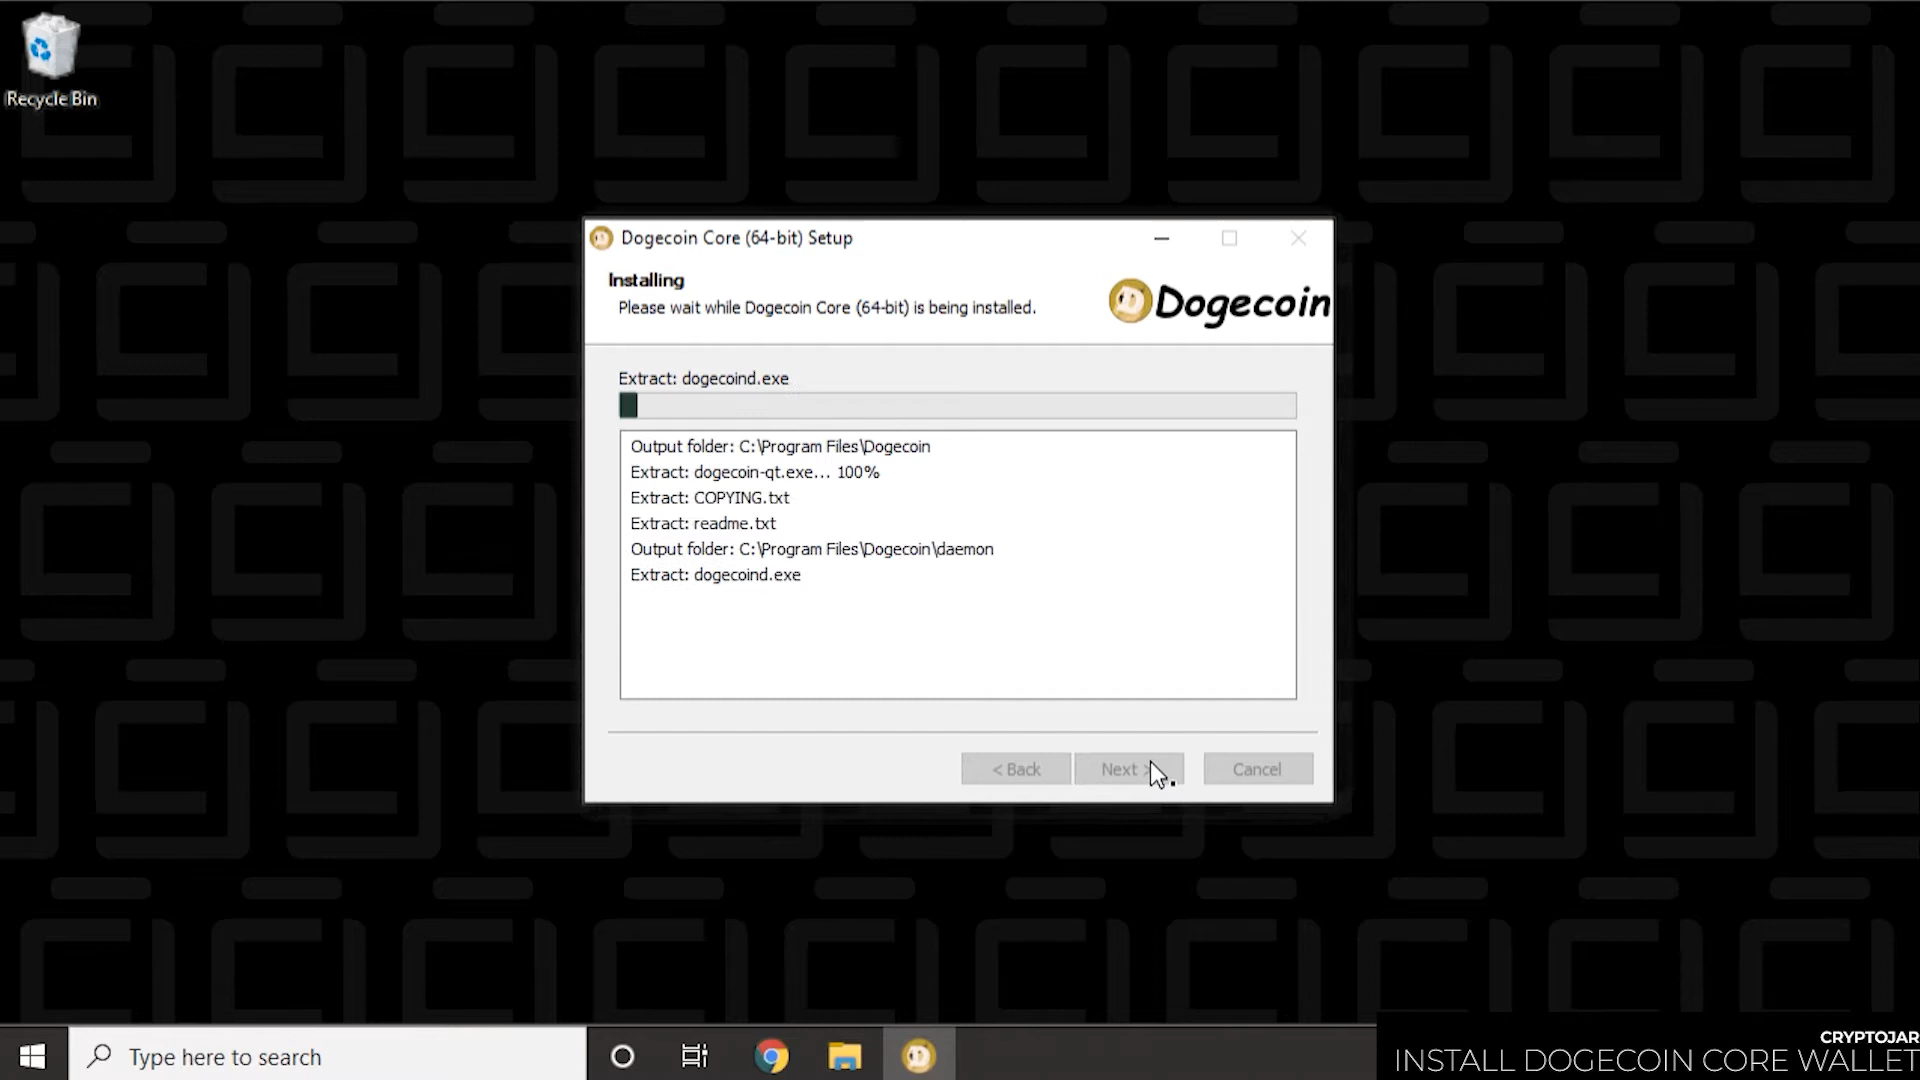 Recycle Bin
Dogecoin Core (64-bit) Setup
Installing
Please wait while Dogecoin Core (64-bit) is being installed.
Dogecoin
Extract: dogecoind.exe
Output folder: C:\Program Files\Dogecoin
Extract: dogecoin-qt.exe... 100%
Extract: COPYING.txt
Extract: readme.txt
Output folder: C:\Program Files\Dogecoin\daemon
Extract: dogecoind.exe
< Back
Next >
Cancel
Type here to search
CRYPTOJAR
INSTALL DOGECOIN CORE WALLET